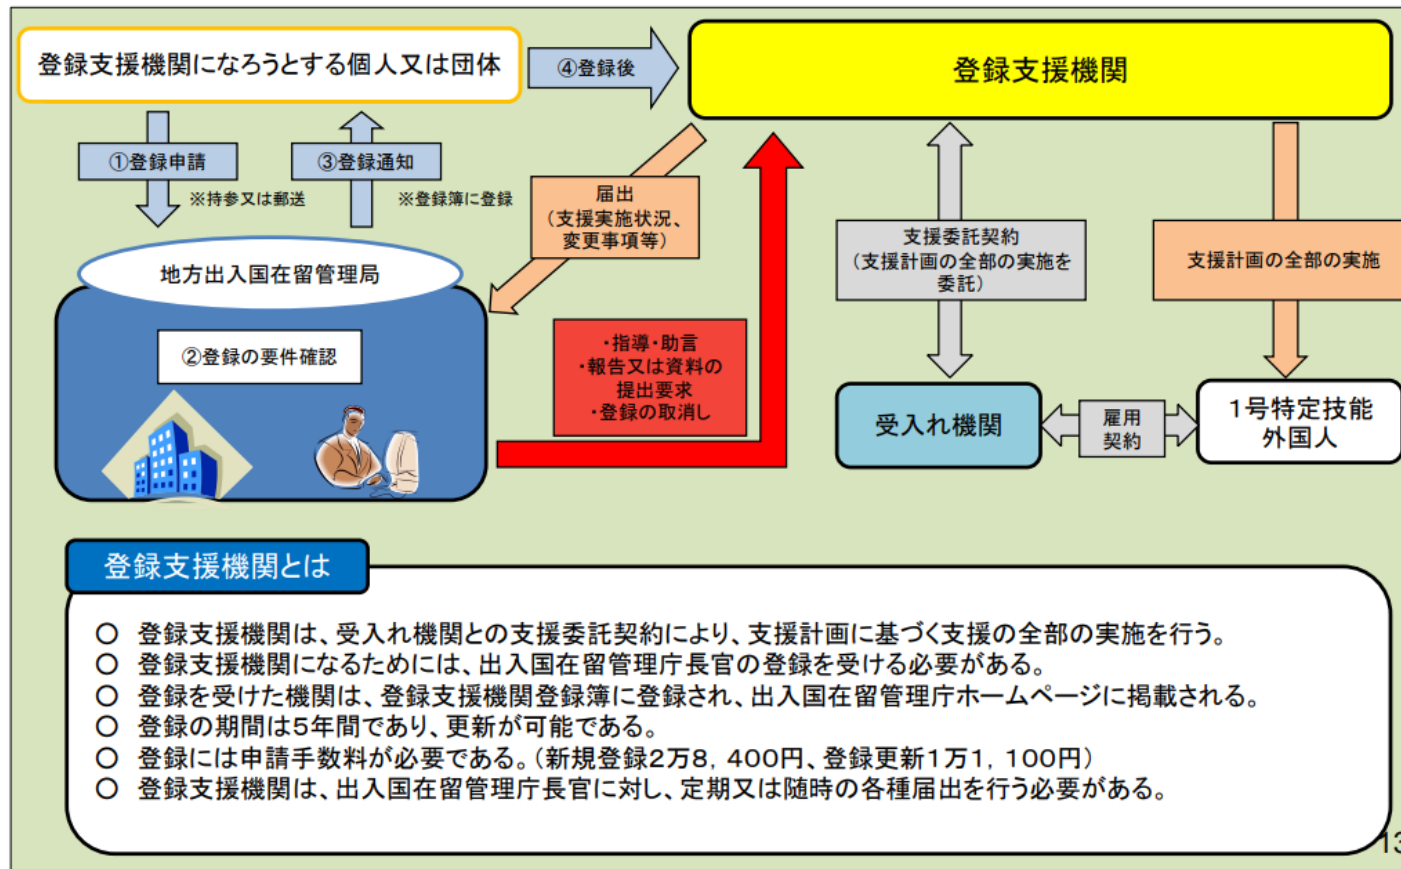 登録支援機関になろうとする個人又は団体
④登録後
登録支援機関
①登録申請
※持参又は郵送
③登録通知
※登録簿に登録
届出
（支援実施状況、
変更事項等）
地方出入国在留管理局
②登録の要件確認
・指導・助言
・報告又は資料の
提出要求
・登録の取消し
支援委託契約
（支援計画の全部の実施を
委託）
支援計画の全部の実施
受入れ機関
雇用
契約
1号特定技能
外国人
登録支援機関とは
○ 登録支援機関は、受入れ機関との支援委託契約により、支援計画に基づく支援の全部の実施を行う。
○ 登録支援機関になるためには、出入国在留管理庁長官の登録を受ける必要がある。
○ 登録を受けた機関は、登録支援機関登録簿に登録され、出入国在留管理庁ホームページに掲載される。
○ 登録の期間は５年間であり、更新が可能である。
○ 登録には申請手数料が必要である。（新規登録２万８，４００円、登録更新１万１，１００円）
○ 登録支援機関は、出入国在留管理庁長官に対し、定期又は随時の各種届出を行う必要がある。
13